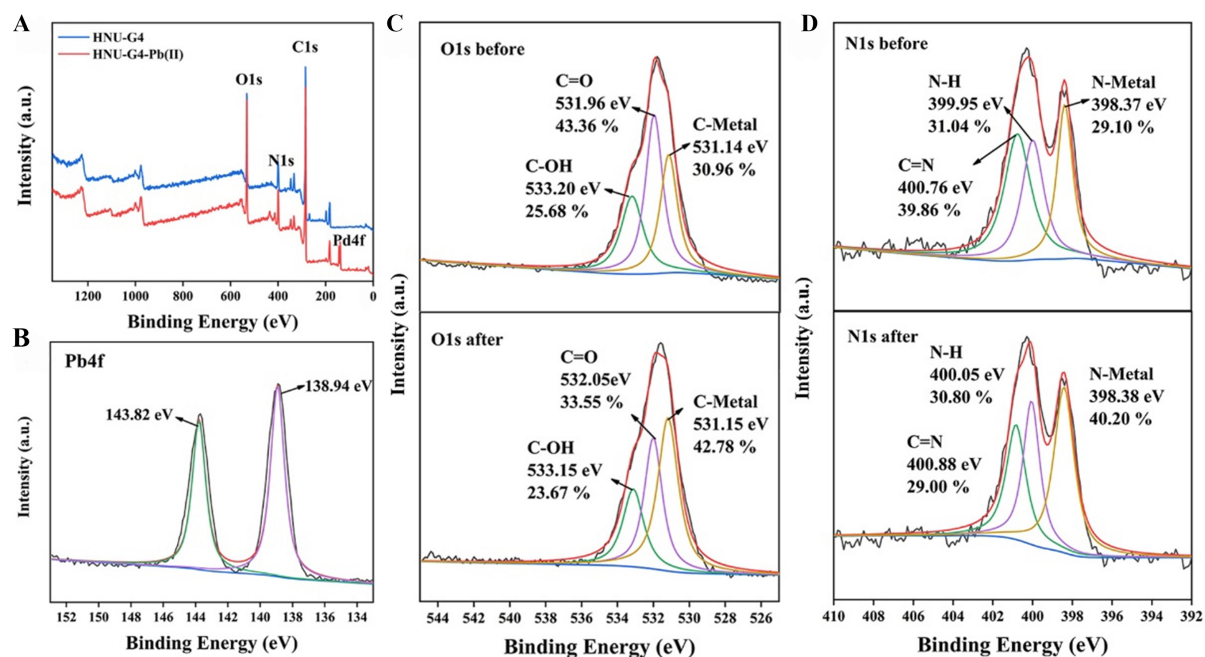 A
HNU-G4
HNU-G4-Pb(II)
C1s
O1s
N1s
Pd4f
Intensity (a.u.)
1200 1000 800 600 400 200 0
Binding Energy (eV)
B
Pb4f
143.82 eV
138.94 eV
Intensity (a.u.)
152 150 148 146 144 142 140 138 136 134
Binding Energy (eV)
C
O1s before
C=O
531.96 eV
43.36 %
C-Metal
531.14 eV
30.96 %
C-OH
533.20 eV
25.68 %
Intensity (a.u.)
O1s after
C=O
532.05eV
33.55 %
C-Metal
531.15 eV
42.78 %
C-OH
533.15 eV
23.67 %
544 542 540 538 536 534 532 530 528 526
Binding Energy (eV)
D
N1s before
N-H
399.95 eV
31.04 %
N-Metal
398.37 eV
29.10 %
C=N
400.76 eV
39.86 %
Intensity (a.u.)
N1s after
N-H
400.05 eV
30.80 %
N-Metal
398.38 eV
40.20 %
C=N
400.88 eV
29.00 %
410 408 406 404 402 400 398 396 394 392
Binding Energy (eV)